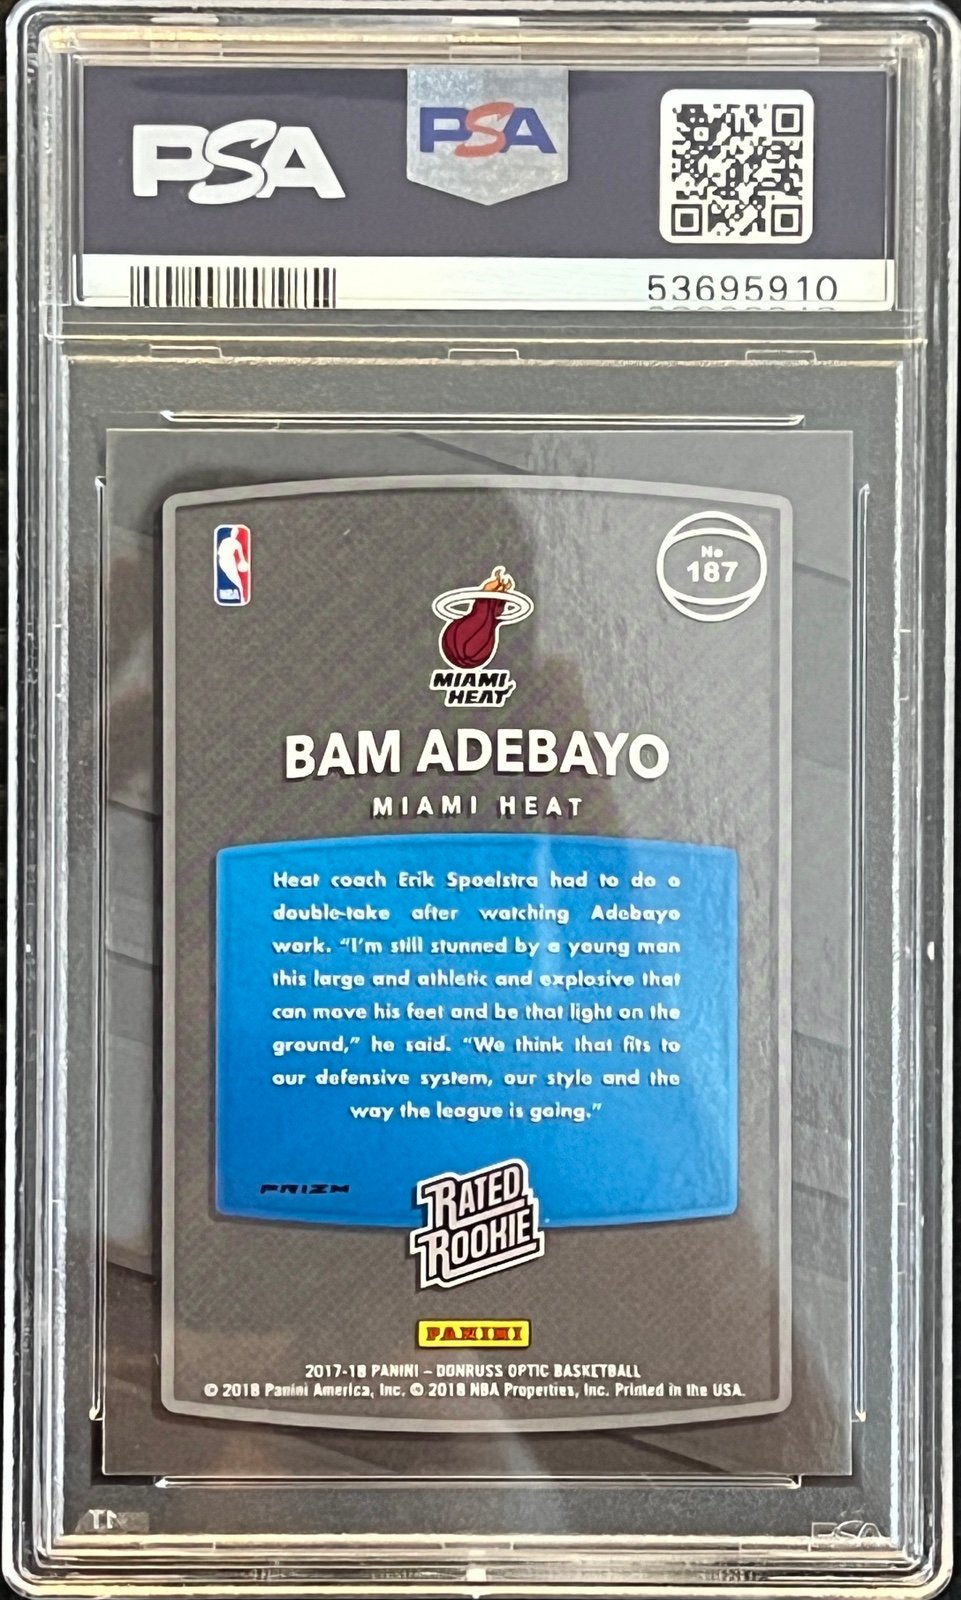 PSA
PSA
53695910
NBA
No
187
MIAMI
HEAT
BAM ADEBAYO
MIAMI HEAT
Heat coach Erik Spoelstra had to do a
double-take after watching Adebayo
work. "I'm still stunned by a young man
this large and athletic and explosive that
can move his feet and be that light on the
ground," he said. "We think that fits to
our defensive system, our style and the
way the league is going."
PRIZM
RATED
ROOKIE
PANINI
2017-18 PANINI – DONRUSS OPTIC BASKETBALL
© 2018 Panini America, Inc. © 2018 NBA Properties, Inc. Printed in the USA.
PSA